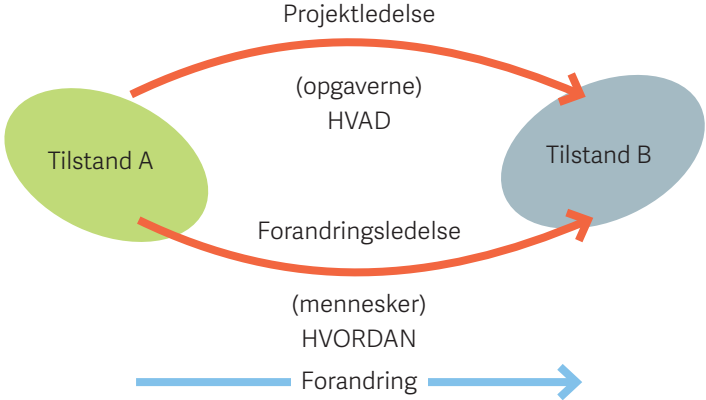 Projektledelse
(opgaverne)
HVAD
Tilstand A
Tilstand B
Forandringsledelse
(mennesker)
HVORDAN
Forandring